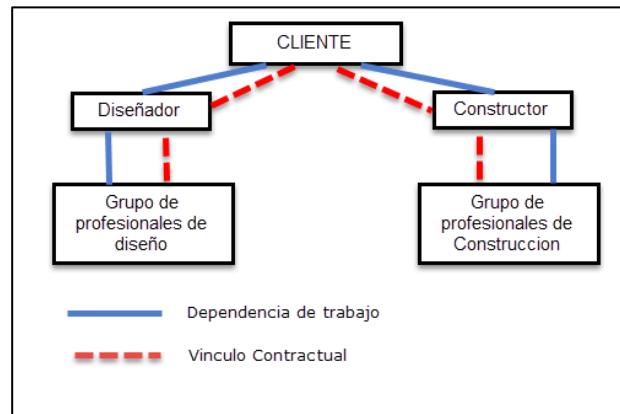 CLIENTE
Diseñador
Constructor
Grupo de
profesionales de
diseño
Grupo de
profesionales de
Construccion
Dependencia de trabajo
Vinculo Contractual